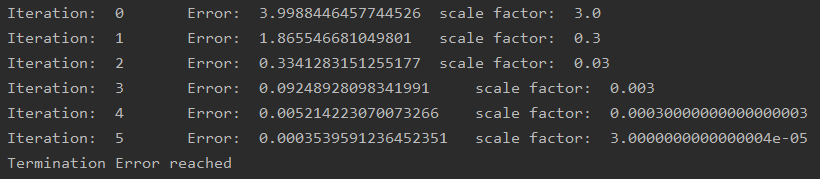 Iteration:  0        Error:  3.9988446457744526  scale factor:  3.0
Iteration:  1        Error:  1.865546681049801   scale factor:  0.3
Iteration:  2        Error:  0.3341283151255177  scale factor:  0.03
Iteration:  3        Error:  0.09248928098341991     scale factor:  0.003
Iteration:  4        Error:  0.005214223070073266    scale factor:  0.00030000000000000003
Iteration:  5        Error:  0.0003539591236452351   scale factor:  3.0000000000000004e-05
Termination Error reached